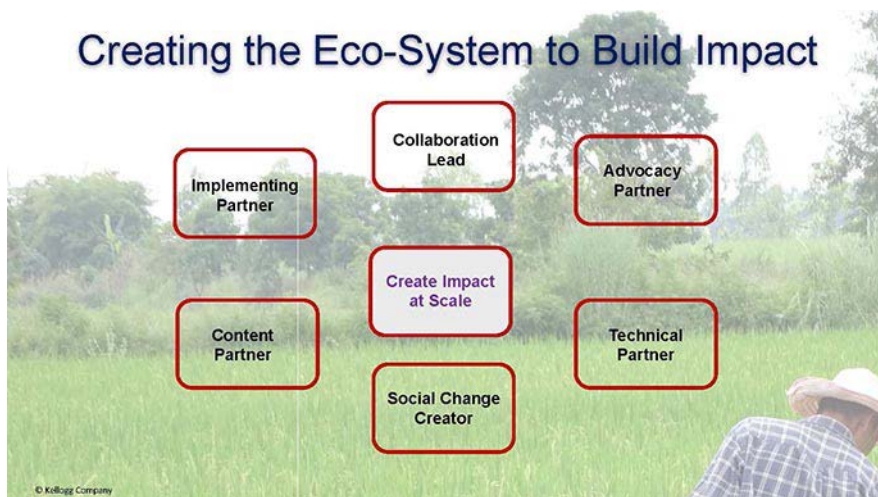 Creating the Eco-System to Build Impact
Collaboration
Lead
Implementing
Partner
Advocacy
Partner
Create Impact
at Scale
Content
Partner
Technical
Partner
Social Change
Creator
© Kellogg Company